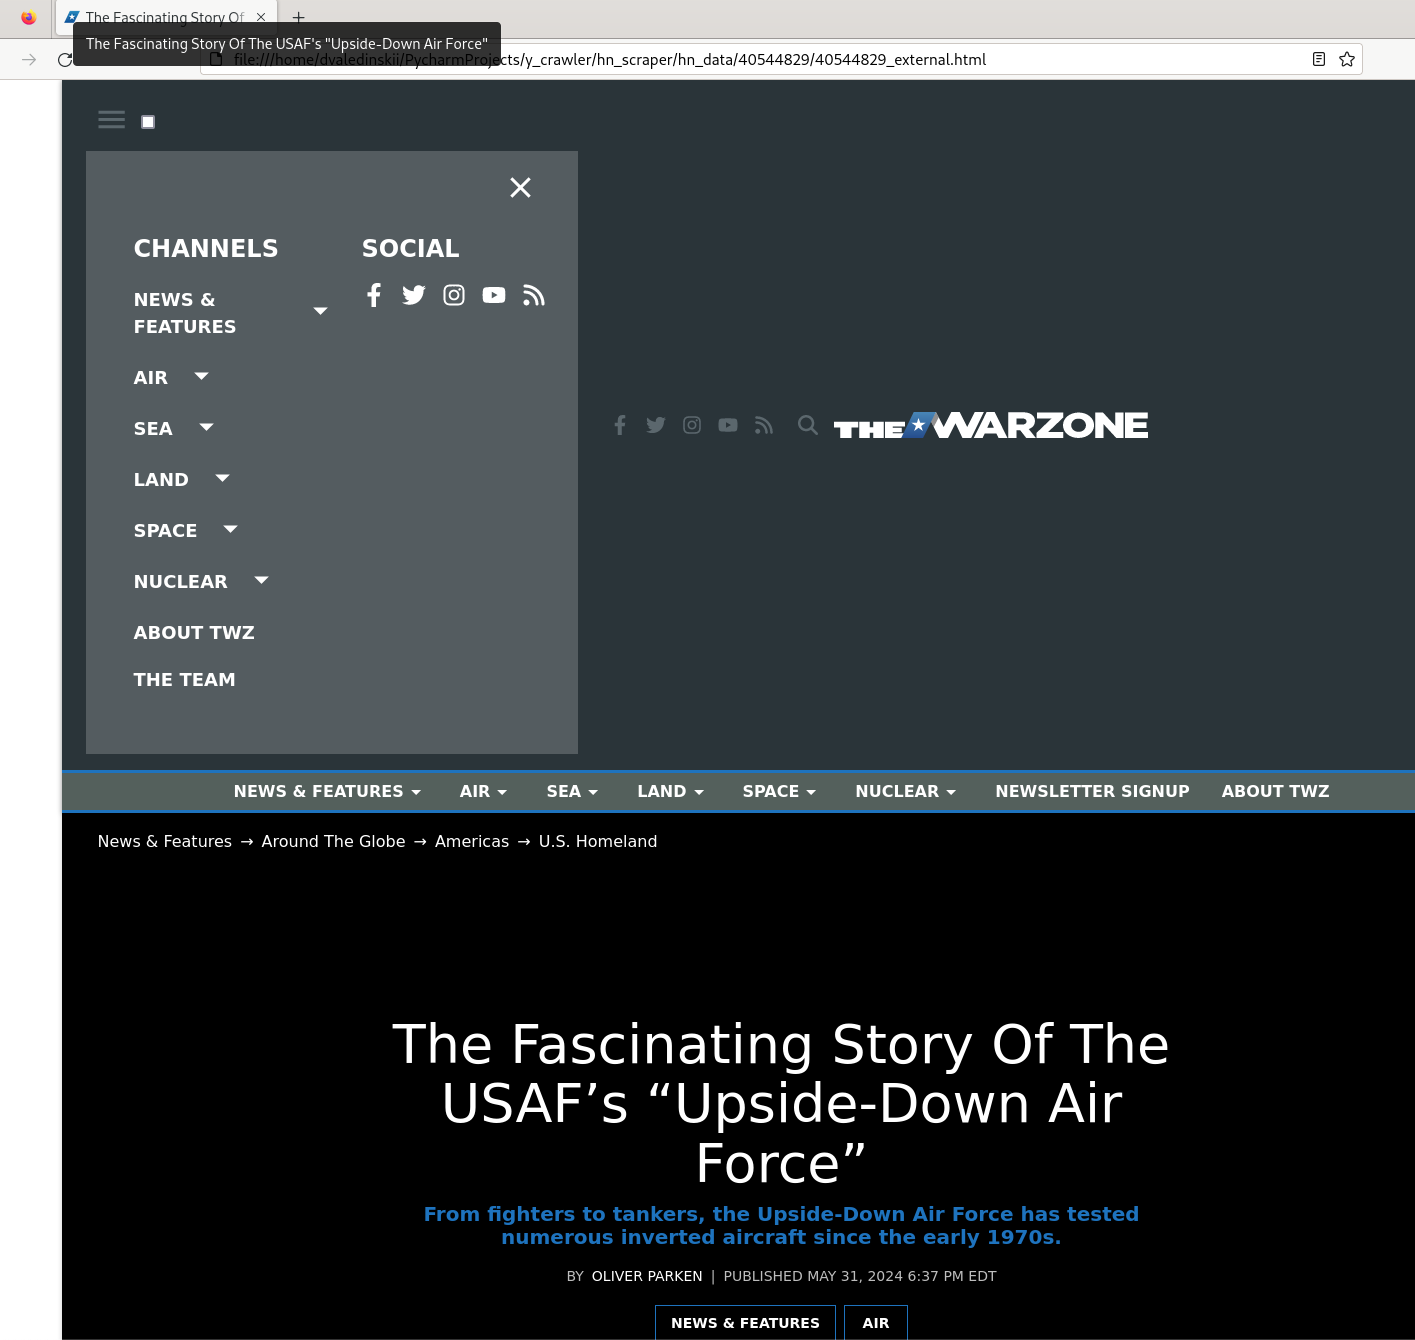 The Fascinating Story Of
The Fascinating Story Of The USAF's "Upside-Down Air Force"
file:///home/dvaledinskii/PycharmProjects/y_crawler/hn_scraper/hn_data/40544829/40544829_external.html
CHANNELS
NEWS &
FEATURES
AIR
SEA
LAND
SPACE
NUCLEAR
ABOUT TWZ
THE TEAM
SOCIAL
THE WARZONE
NEWS & FEATURES AIR SEA LAND SPACE NUCLEAR NEWSLETTER SIGNUP ABOUT TWZ
News & Features → Around The Globe → Americas → U.S. Homeland
The Fascinating Story Of The
USAF’s “Upside-Down Air
Force”
From fighters to tankers, the Upside-Down Air Force has tested
numerous inverted aircraft since the early 1970s.
BY OLIVER PARKEN | PUBLISHED MAY 31, 2024 6:37 PM EDT
NEWS & FEATURES AIR